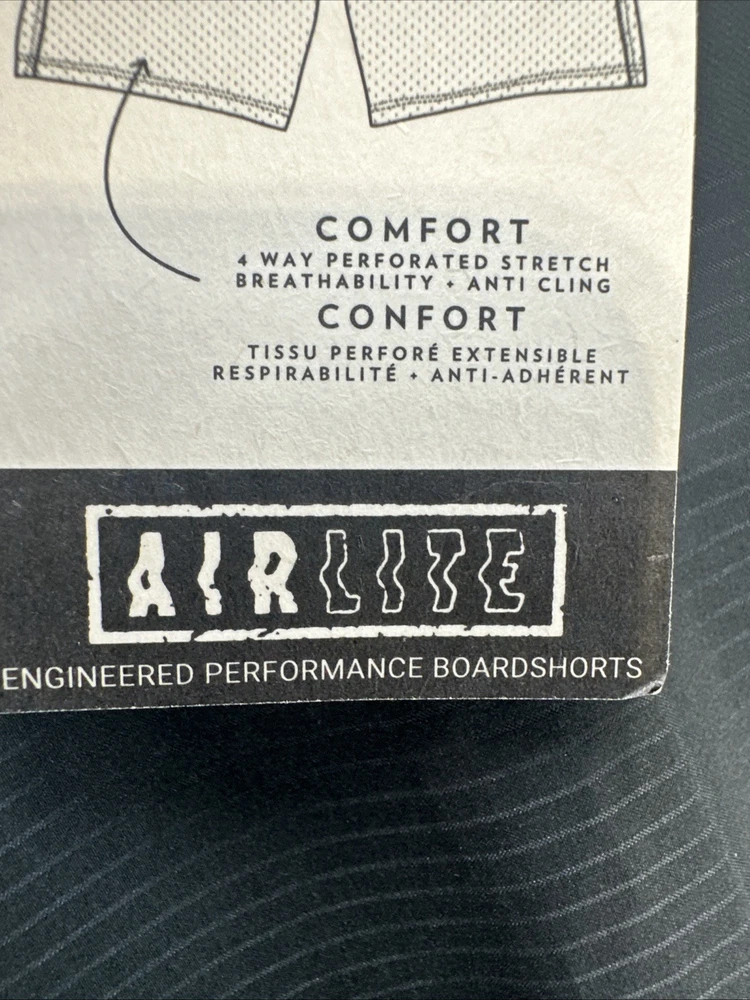 COMFORT
4 WAY PERFORATED STRETCH
BREATHABILITY + ANTI CLING
CONFORT
TISSU PERFORÉ EXTENSIBLE
RESPIRABILITÉ + ANTI-ADHÉRENT
AIRLITE
ENGINEERED PERFORMANCE BOARDSHORTS